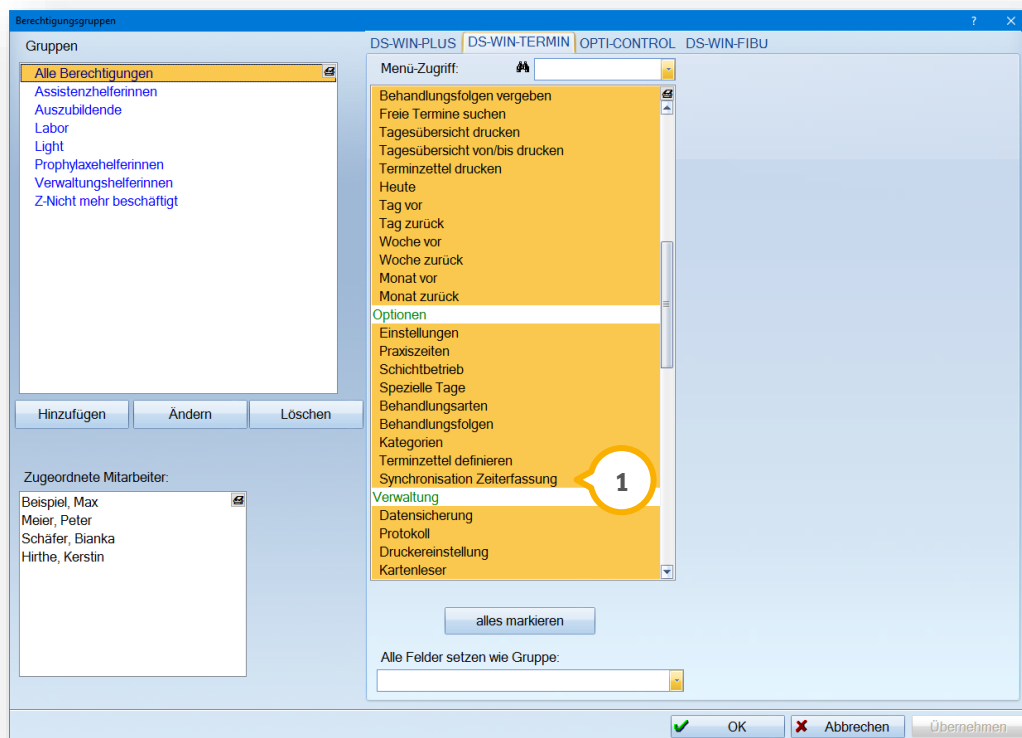 Berechtigungsgruppen
Gruppen
Alle Berechtigungen
Assistenzhelferinnen
Auszubildende
Labor
Light
Prophylaxehelferinnen
Verwaltungshelferinnen
Z-Nicht mehr beschäftigt
Hinzufügen Ändern Löschen
Zugeordnete Mitarbeiter:
Beispiel, Max
Meier, Peter
Schäfer, Bianka
Hirthe, Kerstin
DS-WIN-PLUS DS-WIN-TERMIN OPTI-CONTROL DS-WIN-FIBU
Menü-Zugriff:
Behandlungsfolgen vergeben
Freie Termine suchen
Tagesübersicht drucken
Tagesübersicht von/bis drucken
Terminzettel drucken
Heute
Tag vor
Tag zurück
Woche vor
Woche zurück
Monat vor
Monat zurück
Optionen
Einstellungen
Praxiszeiten
Schichtbetrieb
Spezielle Tage
Behandlungsarten
Behandlungsfolgen
Kategorien
Terminzettel definieren
Synchronisation Zeiterfassung
1
Verwaltung
Datensicherung
Protokoll
Druckereinstellung
Kartenleser
alles markieren
Alle Felder setzen wie Gruppe:
OK Abbrechen Übernehmen